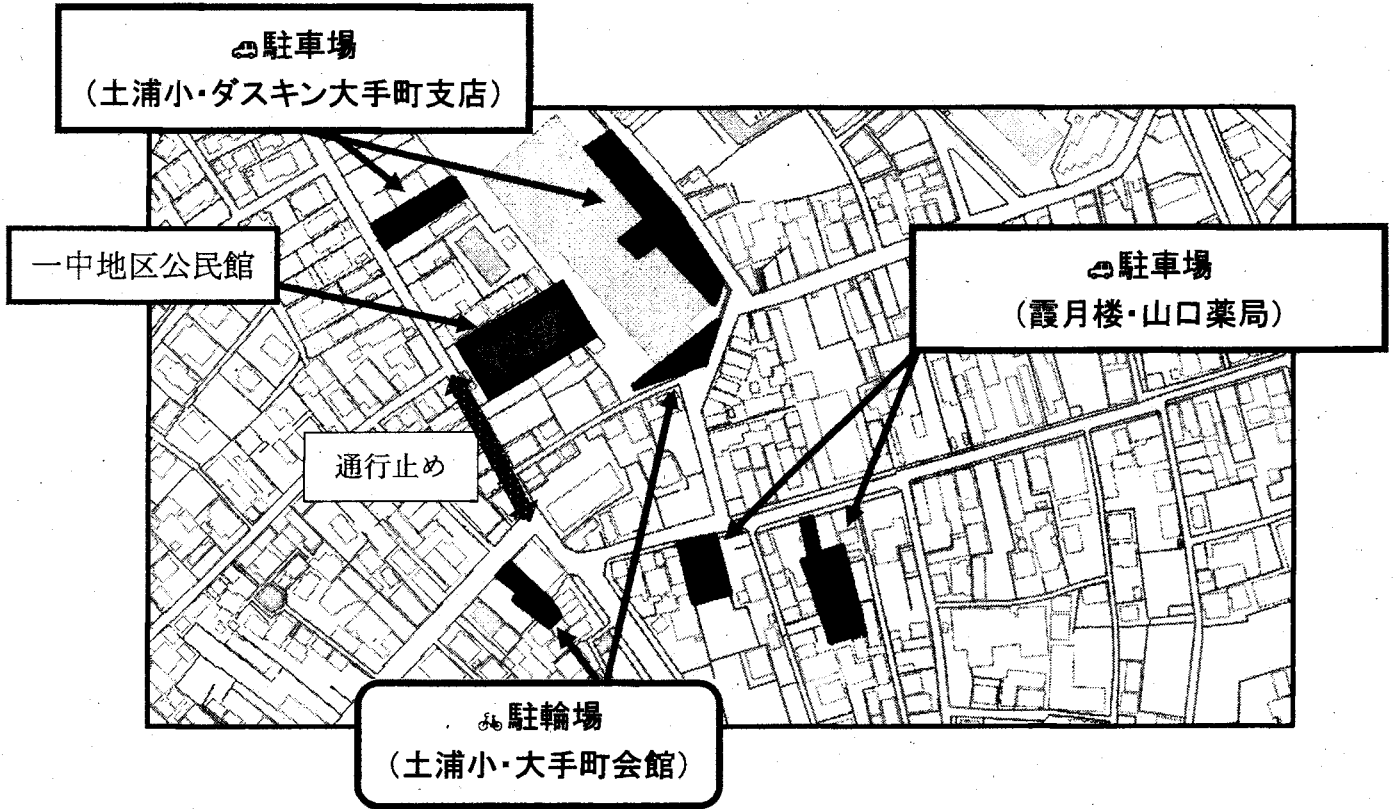 駐車場
(土浦小・ダスキン大手町支店)
一中地区公民館
駐車場
(霞月楼・山口薬局)
通行止め
駐輪場
(土浦小・大手町会館)